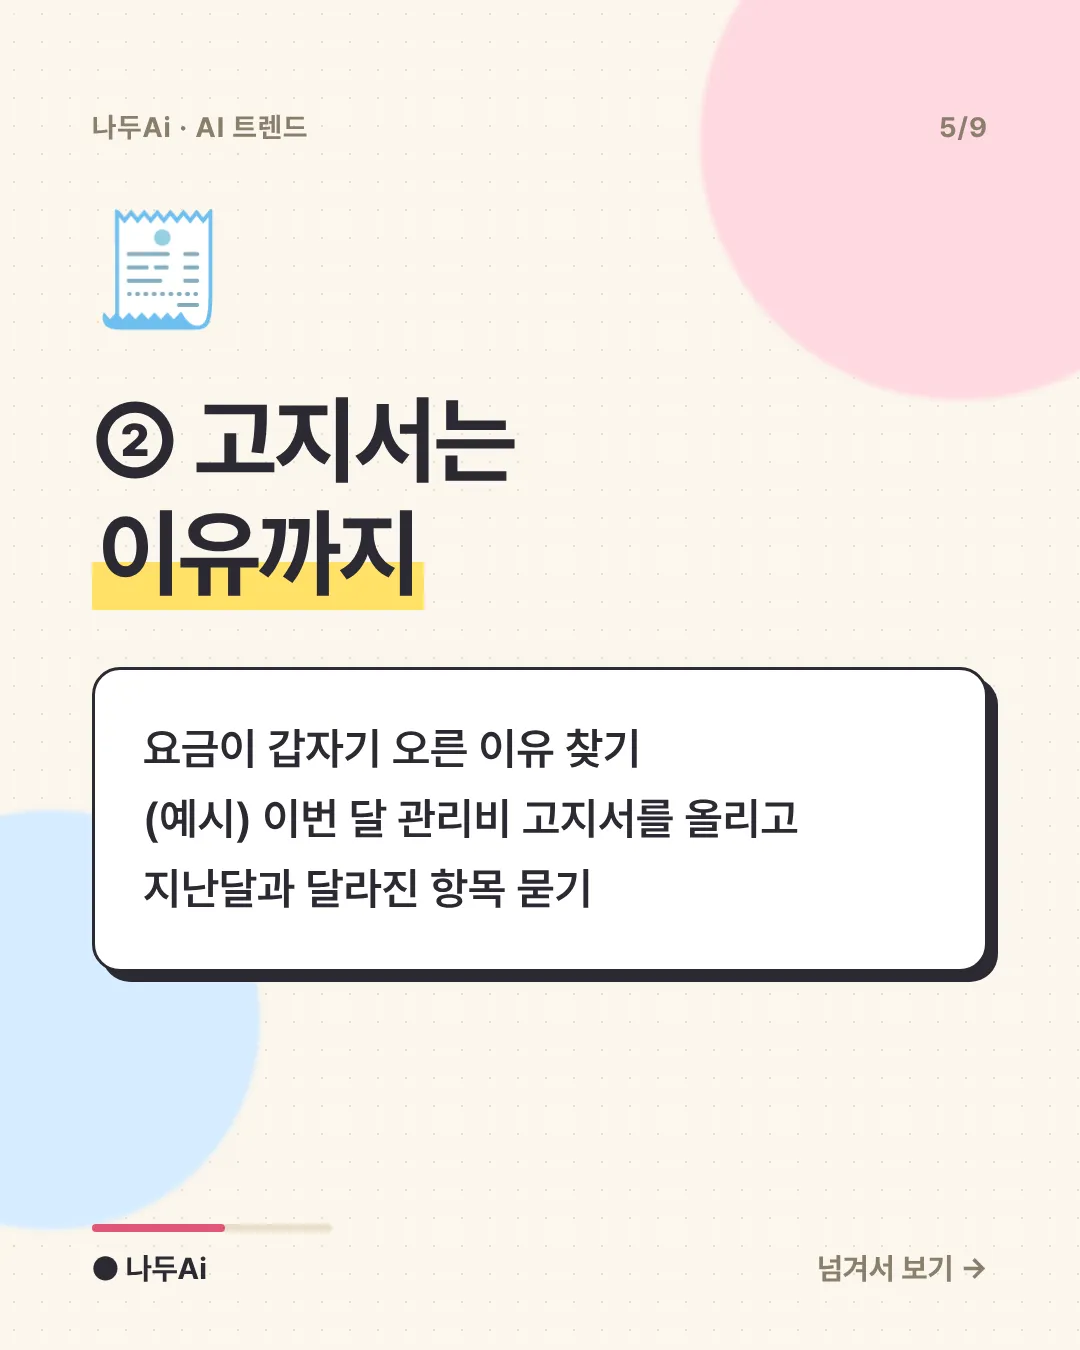 나두Ai · AI 트렌드
5/9
② 고지서는
이유까지
요금이 갑자기 오른 이유 찾기
(예시) 이번 달 관리비 고지서를 올리고
지난달과 달라진 항목 묻기
● 나두Ai
넘겨서 보기 →